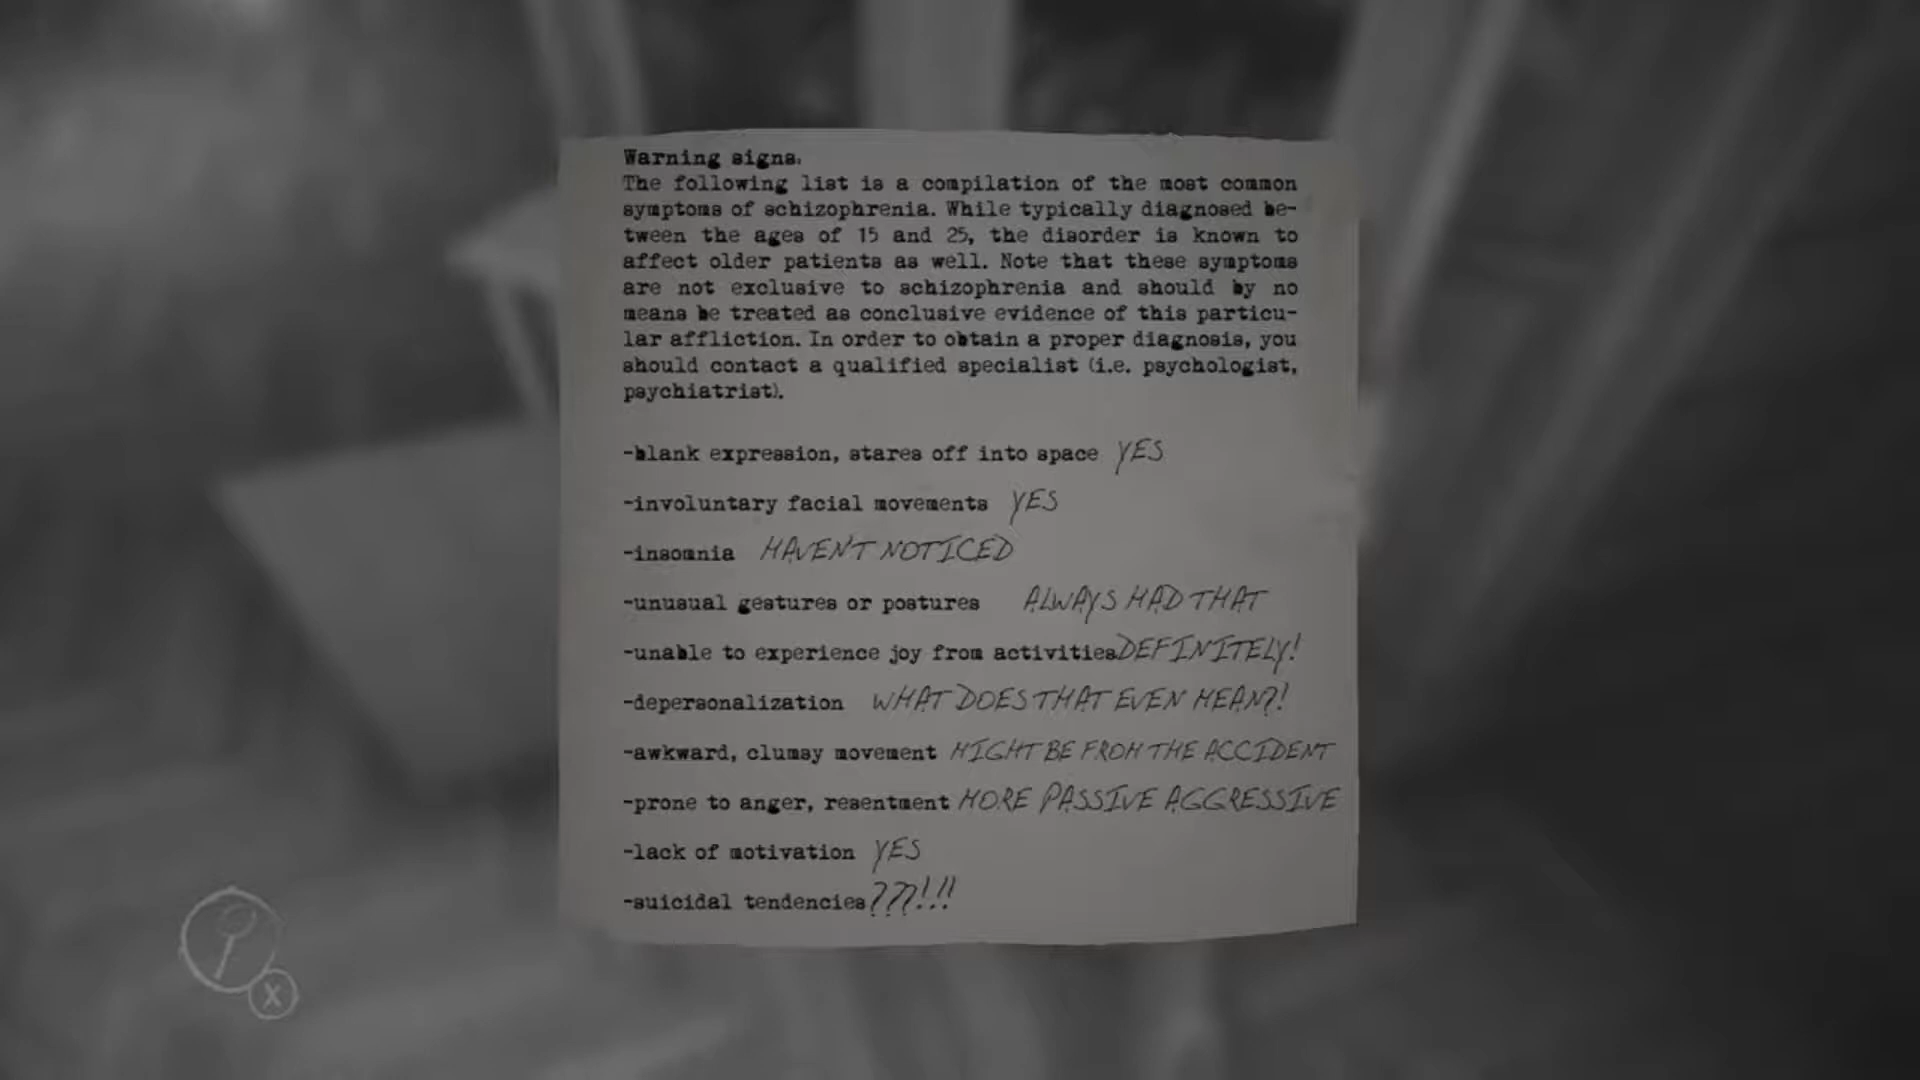 Warning signs.
The following list is a compilation of the most common
symptoms of schizophrenia. While typically diagnosed be-
tween the ages of 15 and 25, the disorder is known to
affect older patients as well. Note that these symptoms
are not exclusive to schizophrenia and should by no
means be treated as conclusive evidence of this particu-
lar affliction. In order to obtain a proper diagnosis, you
should contact a qualified specialist (i.e. psychologist,
psychiatrist).
-blank expression, stares off into space YES
-involuntary facial movements YES
-insomnia HAVEN'T NOTICED
-unusual gestures or postures ALWAYS HAD THAT
-unable to experience joy from activities DEFINITELY!
-depersonalization WHAT DOES THAT EVEN MEAN?!
-awkward, clumsy movement MIGHT BE FROM THE ACCIDENT
-prone to anger, resentment MORE PASSIVE AGGRESSIVE
-lack of motivation YES
-suicidal tendencies ???!!!
X